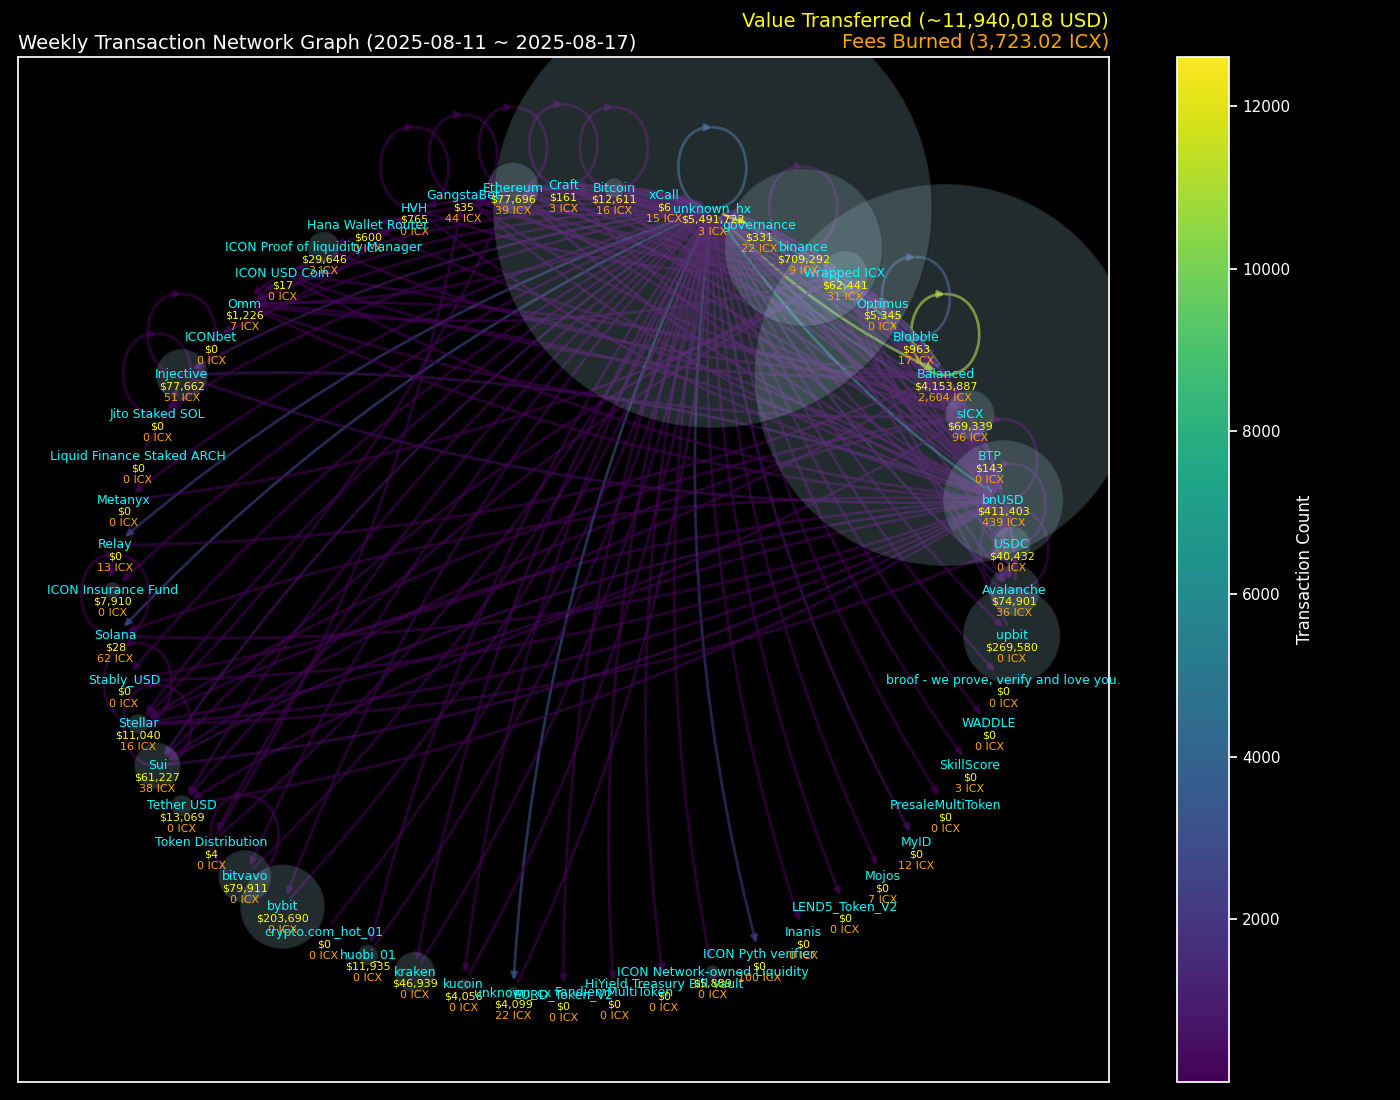 Value Transferred (~11,940,018 USD)
Weekly Transaction Network Graph (2025-08-11 ~ 2025-08-17)
Fees Burned (3,723.02 ICX)
Ethereum
$77,696
39 ICX
Craft
$161
3 ICX
Bitcoin
$12,611
16 ICX
xCall
$6
15 ICX
GangstaBet
$35
44 ICX
HVH
$765
0 ICX
unknown_hx
$5,491,722
3 ICX
governance
$331
22 ICX
Hana Wallet Router
$600
0 ICX
binance
$709,292
9 ICX
ICON Proof of liquidity Manager
$29,646
3 ICX
Wrapped ICX
$62,441
31 ICX
ICON USD Coin
$17
0 ICX
Optimus
$5,345
0 ICX
Omm
$1,226
7 ICX
Blobble
$963
17 ICX
ICONbet
$0
0 ICX
Balanced
$4,153,887
2,604 ICX
Injective
$77,662
51 ICX
sICX
$69,339
96 ICX
Jito Staked SOL
$0
0 ICX
BTP
$143
0 ICX
Liquid Finance Staked ARCH
$0
0 ICX
bnUSD
$411,403
439 ICX
Metanyx
$0
0 ICX
USDC
$40,432
0 ICX
Relay
$0
13 ICX
Avalanche
$74,901
36 ICX
ICON Insurance Fund
$7,910
0 ICX
upbit
$269,580
0 ICX
Solana
$28
62 ICX
broof - we prove, verify and love you.
$0
0 ICX
Stably_USD
$0
0 ICX
WADDLE
$0
0 ICX
Stellar
$11,040
16 ICX
SkillScore
$0
3 ICX
Sui
$61,227
38 ICX
PresaleMultiToken
$0
0 ICX
Tether USD
$13,069
0 ICX
MyID
$0
12 ICX
Token Distribution
$4
0 ICX
Mojos
$0
7 ICX
bitvavo
$79,911
0 ICX
LEND5_Token_V2
$0
0 ICX
bybit
$203,690
0 ICX
Inanis
$0
0 ICX
crypto.com_hot_01
$0
0 ICX
ICON Pyth verifier
$0
100 ICX
huobi_01
$11,935
0 ICX
ICON Network-owned Liquidity
0 ICX
kraken
$46,939
0 ICX
HiYield Treasury Bill Vault
$0
0 ICX
kucoin
$4,056
0 ICX
unknown_cx
$4,099
22 ICX
EURD_Token_V2
$0
0 ICX
FandiemMultiToken
$0
0 ICX
12000
10000
8000
6000
4000
2000
Transaction Count